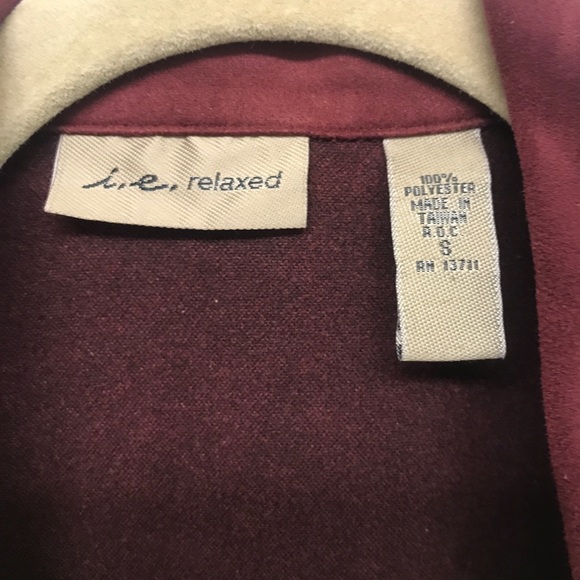 i.e. relaxed
100%
POLYESTER
MADE IN
TAIWAN
R.O.C
S
RN 13711